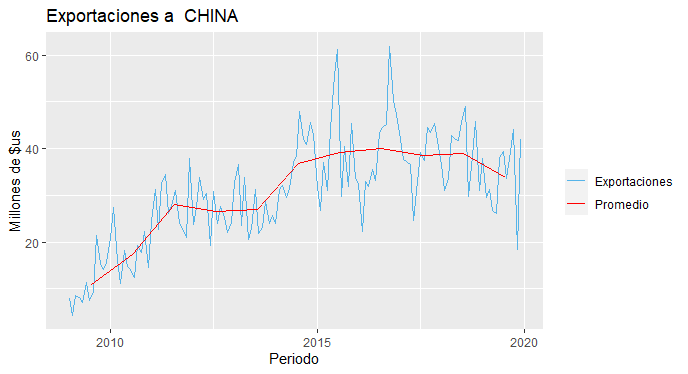 Exportaciones a  CHINA
Millones de $us
60
40
20
2010
2015
2020
Periodo
Exportaciones
Promedio